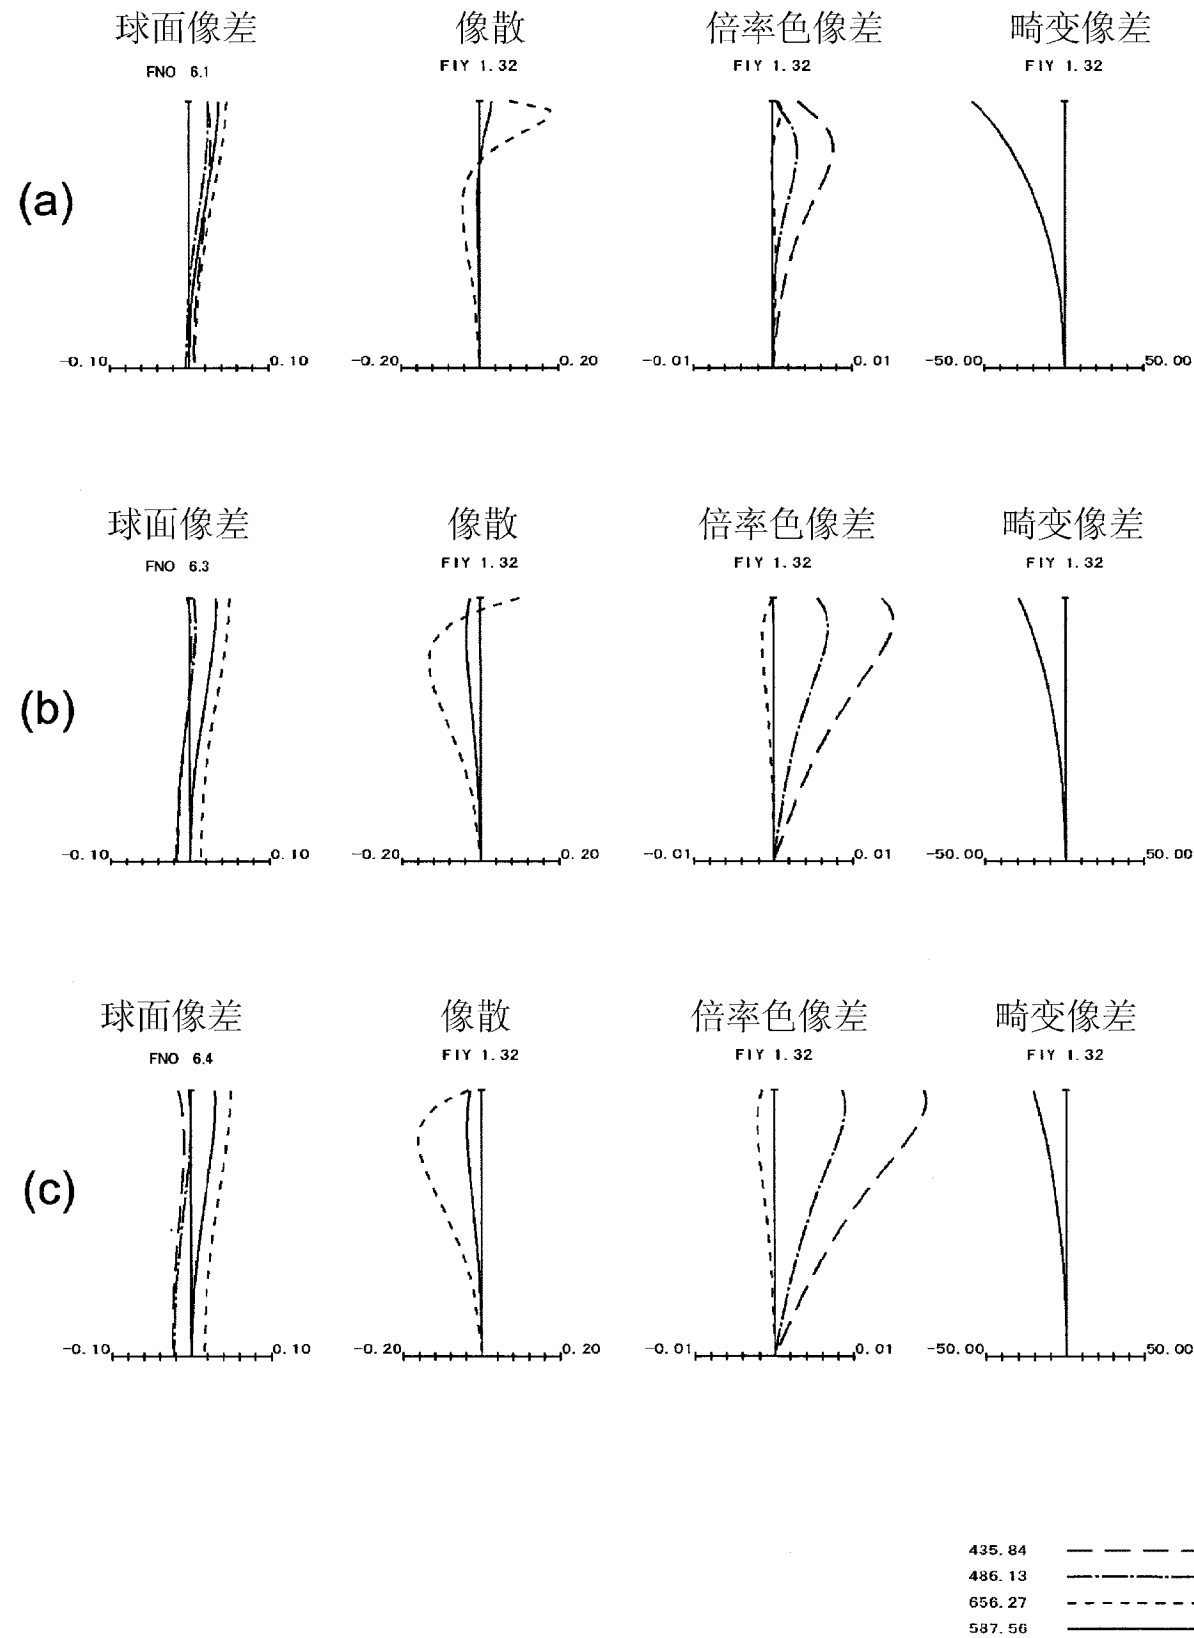 球面像差 像散 倍率色像差 畸变像差
FNO 6.1 FIY 1.32 FIY 1.32 FIY 1.32
(a)
-0.10 0.10 -0.20 0.20 -0.01 0.01 -50.00 50.00
球面像差 像散 倍率色像差 畸变像差
FNO 6.3 FIY 1.32 FIY 1.32 FIY 1.32
(b)
-0.10 0.10 -0.20 0.20 -0.01 0.01 -50.00 50.00
球面像差 像散 倍率色像差 畸变像差
FNO 6.4 FIY 1.32 FIY 1.32 FIY 1.32
(c)
-0.10 0.10 -0.20 0.20 -0.01 0.01 -50.00 50.00
435.84
486.13
656.27
587.56